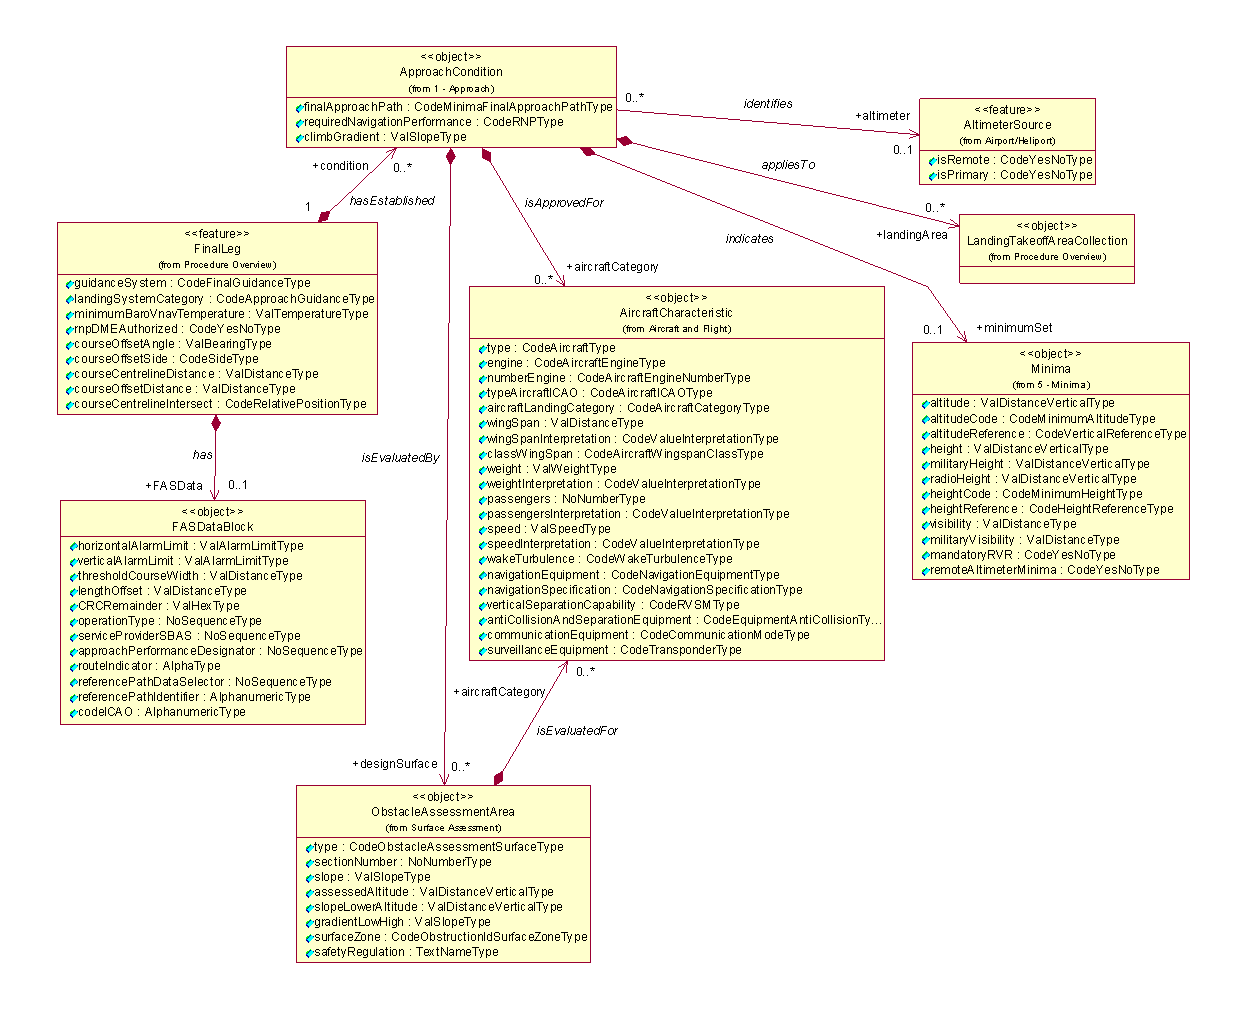 <<object>>
ApproachCondition
(from 1 - Approach)
finalApproachPath : CodeMinimaFinalApproachPathType
requiredNavigationPerformance : CodeRNPType
climbGradient : ValSlopeType
0..*
identifies
+altimeter
0..1
<<feature>>
AltimeterSource
(from Airport/Heliport)
isRemote : CodeYesNoType
isPrimary : CodeYesNoType
+condition
0..*
1
hasEstablished
isApprovedFor
appliesTo
0..*
+landingArea
indicates
<<object>>
LandingTakeoffAreaCollection
(from Procedure Overview)
<<feature>>
FinalLeg
(from Procedure Overview)
guidanceSystem : CodeFinalGuidanceType
landingSystemCategory : CodeApproachGuidanceType
minimumBaroVnavTemperature : ValTemperatureType
rnpDMEAuthorized : CodeYesNoType
courseOffsetAngle : ValBearingType
courseOffsetSide : CodeSideType
courseCentrelineDistance : ValDistanceType
courseOffsetDistance : ValDistanceType
courseCentrelineIntersect : CodeRelativePositionType
+aircraftCategory
0..*
<<object>>
AircraftCharacteristic
(from Aircraft and Flight)
type : CodeAircraftType
engine : CodeAircraftEngineType
numberEngine : CodeAircraftEngineNumberType
typeAircraftICAO : CodeAircraftICAOType
aircraftLandingCategory : CodeAircraftCategoryType
wingSpan : ValDistanceType
wingSpanInterpretation : CodeValueInterpretationType
classWingSpan : CodeAircraftWingspanClassType
weight : ValWeightType
weightInterpretation : CodeValueInterpretationType
passengers : NoNumberType
passengersInterpretation : CodeValueInterpretationType
speed : ValSpeedType
speedInterpretation : CodeValueInterpretationType
wakeTurbulence : CodeWakeTurbulenceType
navigationEquipment : CodeNavigationEquipmentType
navigationSpecification : CodeNavigationSpecificationType
verticalSeparationCapability : CodeRVSMType
antiCollisionAndSeparationEquipment : CodeEquipmentAntiCollisionTy...
communicationEquipment : CodeCommunicationModeType
surveillanceEquipment : CodeTransponderType
0..1
+minimumSet
<<object>>
Minima
(from 5 - Minima)
altitude : ValDistanceVerticalType
altitudeCode : CodeMinimumAltitudeType
altitudeReference : CodeVerticalReferenceType
height : ValDistanceVerticalType
militaryHeight : ValDistanceVerticalType
radioHeight : ValDistanceVerticalType
heightCode : CodeMinimumHeightType
heightReference : CodeHeightReferenceType
visibility : ValDistanceType
militaryVisibility : ValDistanceType
mandatoryRVR : CodeYesNoType
remoteAltimeterMinima : CodeYesNoType
has
isEvaluatedBy
+FASData
0..1
<<object>>
FASDataBlock
horizontalAlarmLimit : ValAlarmLimitType
verticalAlarmLimit : ValAlarmLimitType
thresholdCourseWidth : ValDistanceType
lengthOffset : ValDistanceType
CRCRemainder : ValHexType
operationType : NoSequenceType
serviceProviderSBAS : NoSequenceType
approachPerformanceDesignator : NoSequenceType
routeIndicator : AlphaType
referencePathDataSelector : NoSequenceType
referencePathIdentifier : AlphanumericType
codeICAO : AlphanumericType
0..*
+aircraftCategory
isEvaluatedFor
+designSurface
0..*
<<object>>
ObstacleAssessmentArea
(from Surface Assessment)
type : CodeObstacleAssessmentSurfaceType
sectionNumber : NoNumberType
slope : ValSlopeType
assessedAltitude : ValDistanceVerticalType
slopeLowerAltitude : ValDistanceVerticalType
gradientLowHigh : ValSlopeType
surfaceZone : CodeObstructionIdSurfaceZoneType
safetyRegulation : TextNameType